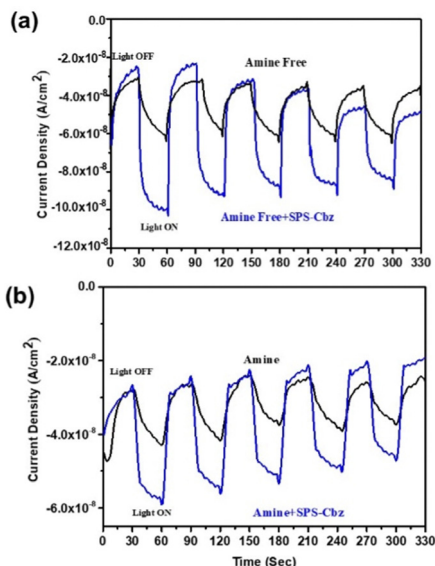 (a)
0.0
Light OFF
Amine Free
-2.0x10-8
-4.0x10-8
-6.0x10-8
-8.0x10-8
-10.0x10-8
-12.0x10-8
Current Density (A/cm2)
Amine Free+SPS-Cbz
Light ON
0 30 60 90 120 150 180 210 240 270 300 330
(b)
0.0
-2.0x10-8
-4.0x10-8
-6.0x10-8
Current Density (A/cm2)
Light OFF
Amine
Light ON
Amine+SPS-Cbz
0 30 60 90 120 150 180 210 240 270 300 330
Time (Sec)